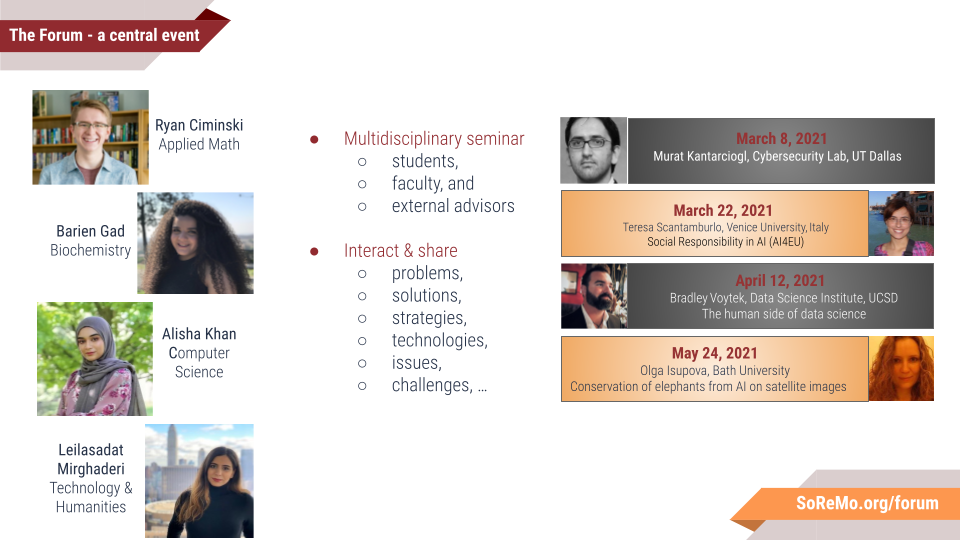 The Forum - a central event
Ryan Ciminski
Applied Math
Barien Gad
Biochemistry
Alisha Khan
Computer
Science
Leilasadat
Mirghaderi
Technology &
Humanities
● Multidisciplinary seminar
○ students,
○ faculty, and
○ external advisors
● Interact & share
○ problems,
○ solutions,
○ strategies,
○ technologies,
○ issues,
○ challenges, …
March 8, 2021
Murat Kantarciogl, Cybersecurity Lab, UT Dallas
March 22, 2021
Teresa Scantamburlo, Venice University, Italy
Social Responsibility in AI (AI4EU)
April 12, 2021
Bradley Voytek, Data Science Institute, UCSD
The human side of data science
May 24, 2021
Olga Isupova, Bath University
Conservation of elephants from AI on satellite images
SoReMo.org/forum